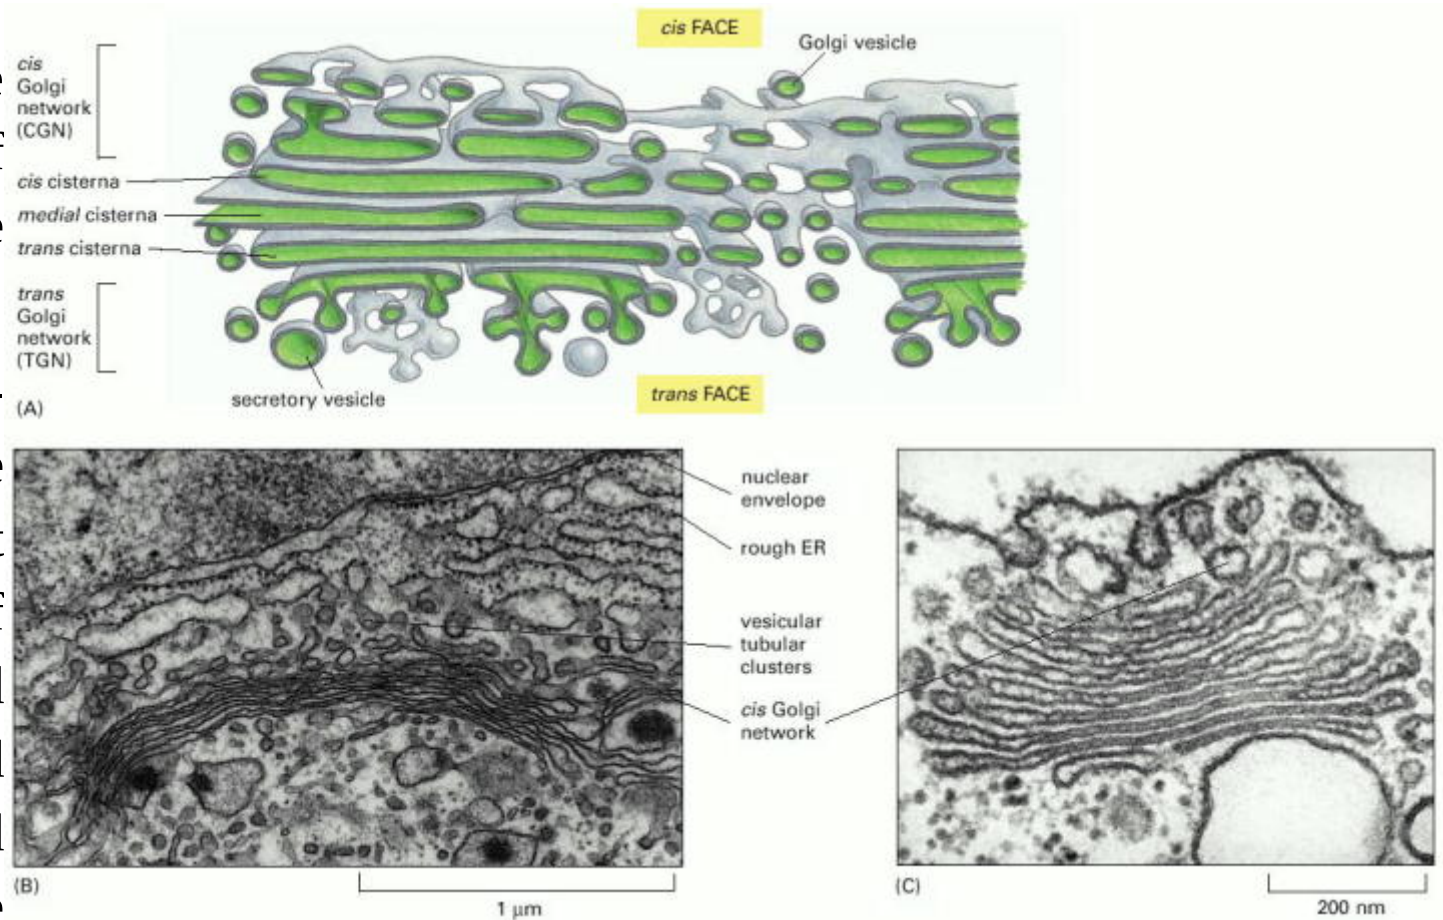 cis FACE
Golgi vesicle
cis
Golgi
network
(CGN)
cis cisterna
medial cisterna
trans cisterna
trans
Golgi
network
(TGN)
secretory vesicle
trans FACE
(A)
nuclear
envelope
rough ER
vesicular
tubular
clusters
cis Golgi
network
(B)
1 μm
(C)
200 nm